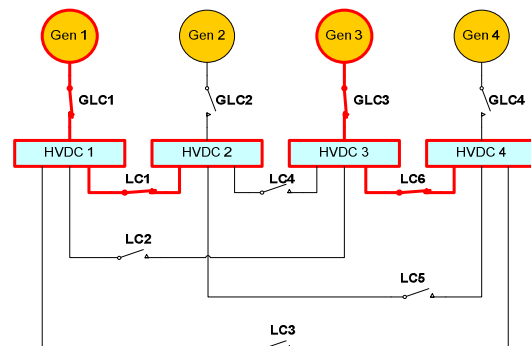 Gen 1 Gen 2 Gen 3 Gen 4
GLC1 GLC2 GLC3 GLC4
HVDC 1 HVDC 2 HVDC 3 HVDC 4
LC1 LC4 LC6
LC2
LC5
LC3